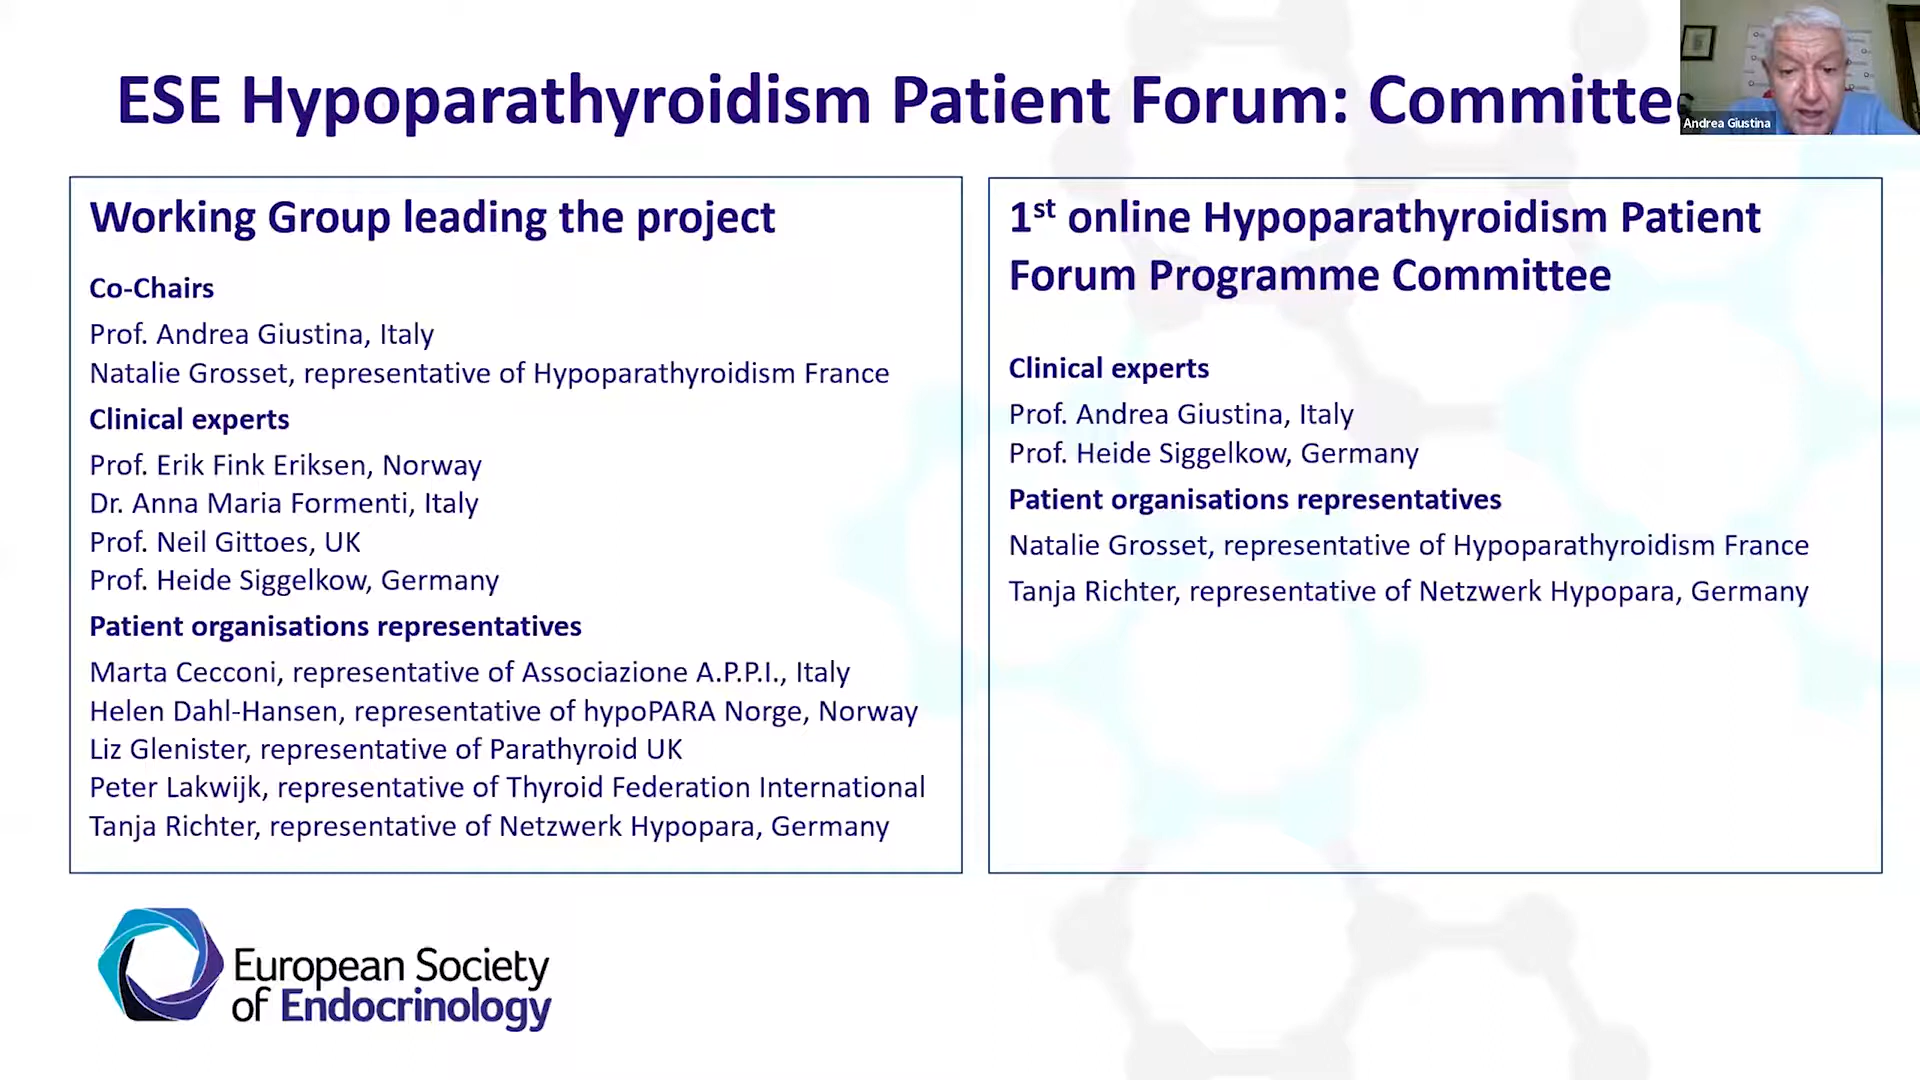 ESE Hypoparathyroidism Patient Forum: Committee
Andrea Giustina
Working Group leading the project
Co-Chairs
Prof. Andrea Giustina, Italy
Natalie Grosset, representative of Hypoparathyroidism France
Clinical experts
Prof. Erik Fink Eriksen, Norway
Dr. Anna Maria Formenti, Italy
Prof. Neil Gittoes, UK
Prof. Heide Siggelkow, Germany
Patient organisations representatives
Marta Cecconi, representative of Associazione A.P.P.I., Italy
Helen Dahl-Hansen, representative of hypoPARA Norge, Norway
Liz Glenister, representative of Parathyroid UK
Peter Lakwijk, representative of Thyroid Federation International
Tanja Richter, representative of Netzwerk Hypopara, Germany
1st online Hypoparathyroidism Patient
Forum Programme Committee
Clinical experts
Prof. Andrea Giustina, Italy
Prof. Heide Siggelkow, Germany
Patient organisations representatives
Natalie Grosset, representative of Hypoparathyroidism France
Tanja Richter, representative of Netzwerk Hypopara, Germany
European Society
of Endocrinology